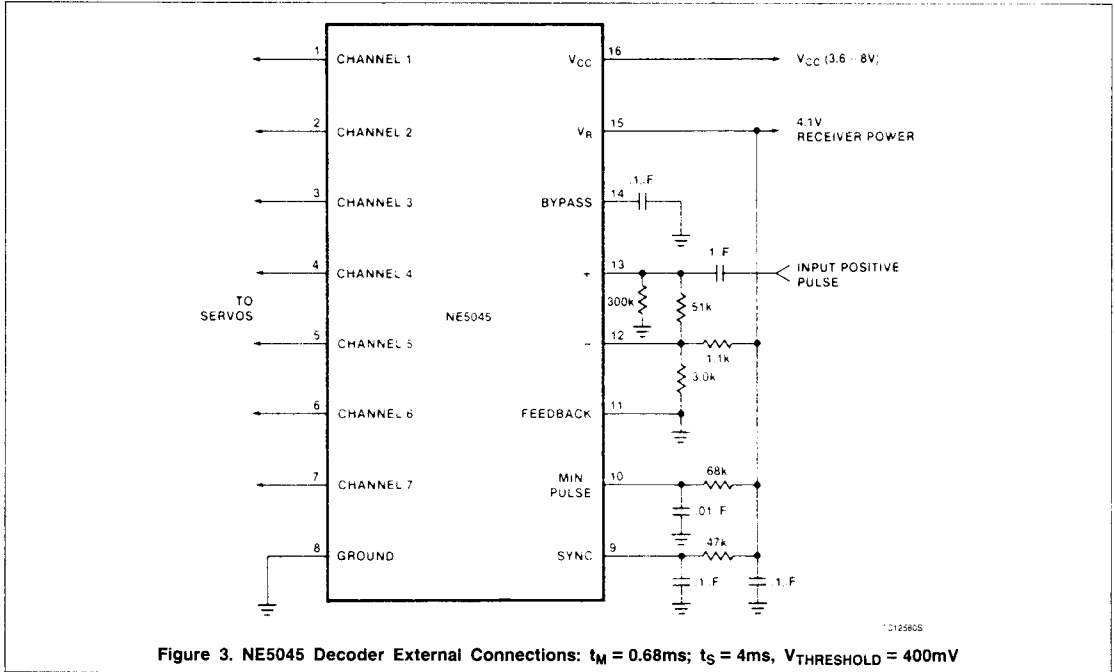 1 CHANNEL 1
VCC 16
VCC (3.6 - 8V)
2 CHANNEL 2
VR 15
4.1V
RECEIVER POWER
3 CHANNEL 3
BYPASS 14
.1 F
4 CHANNEL 4
+ 13
1 F
INPUT POSITIVE
PULSE
300k
51k
TO
SERVOS
NE5045
5 CHANNEL 5
- 12
1.1k
3.0k
6 CHANNEL 6
FEEDBACK 11
7 CHANNEL 7
MIN
PULSE
10
68k
.01 F
8 GROUND
SYNC 9
47k
.1 F
.1 F
Figure 3. NE5045 Decoder External Connections: tM = 0.68ms; tS = 4ms, VTHRESHOLD = 400mV